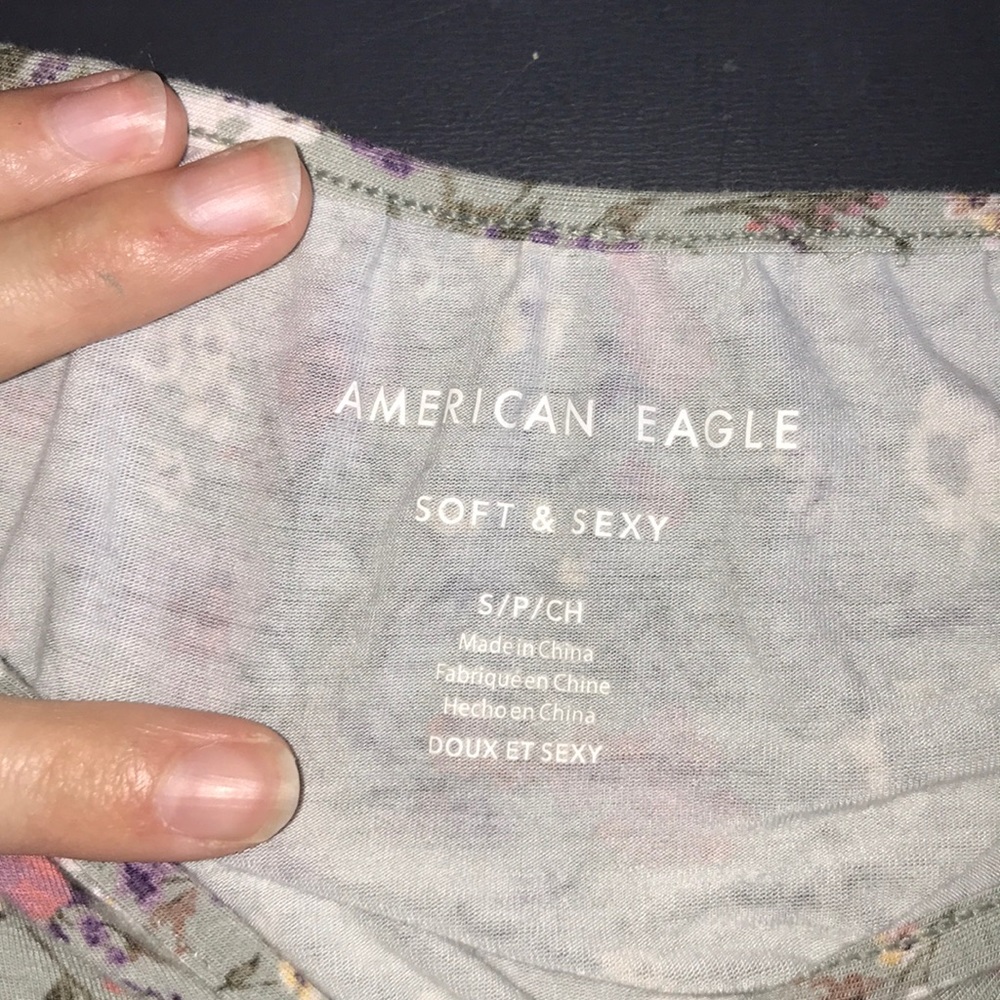 AMERICAN EAGLE
SOFT & SEXY
S/P/CH
Made in China
Fabriqué en Chine
Hecho en China
DOUX ET SEXY